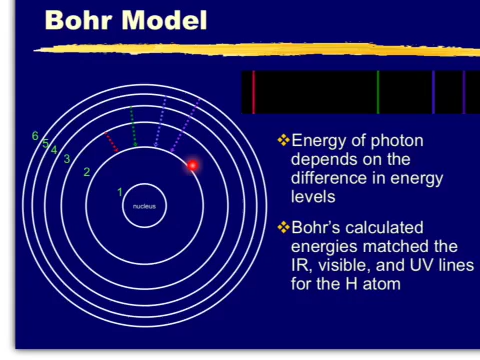 Bohr Model
6
5
4
3
2
1
nucleus
Energy of photon
depends on the
difference in energy
levels
Bohr's calculated
energies matched the
IR, visible, and UV lines
for the H atom